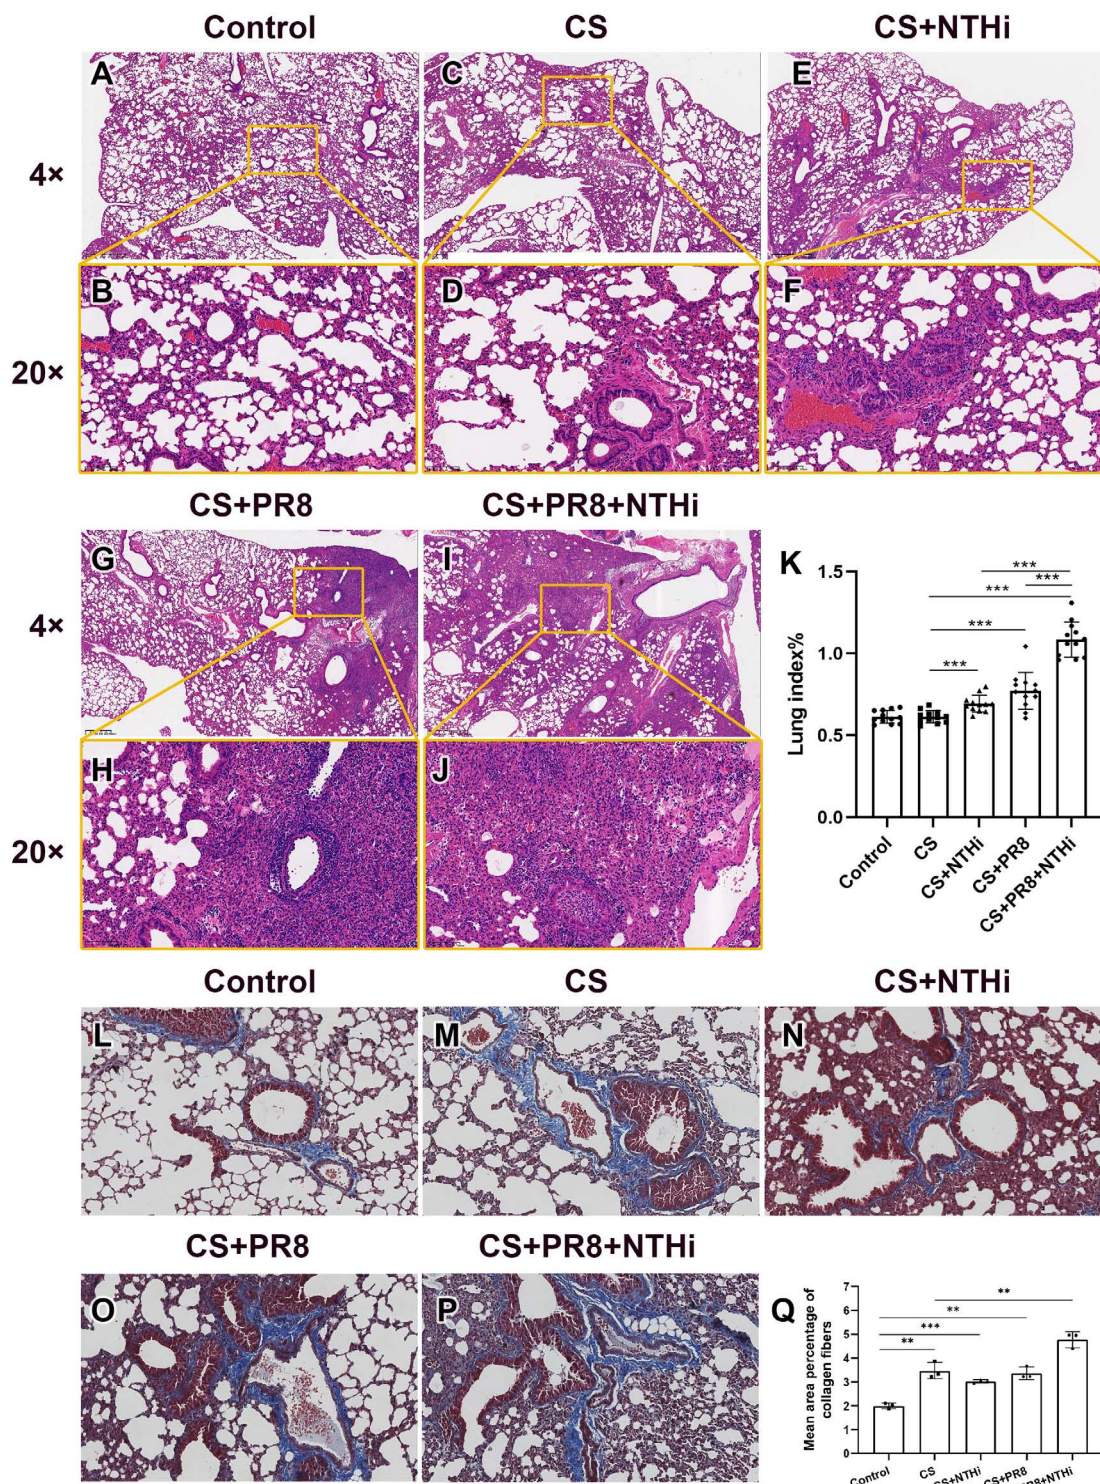 Control CS CS+NTHi
A C E
4×
B D F
20×
CS+PR8 CS+PR8+NTHi
G I
4×
H J
20×
K
Lung index%
1.5
1.0
0.5
0.0
***
***
***
***
***
Control CS CS+NTHi CS+PR8 CS+PR8+NTHi
Control CS CS+NTHi
L M N
CS+PR8 CS+PR8+NTHi
O P
Q
Mean area percentage of
collagen fibers
7
6
5
4
3
2
1
0
**
**
***
**
Control CS CS+NTHi CS+PR8